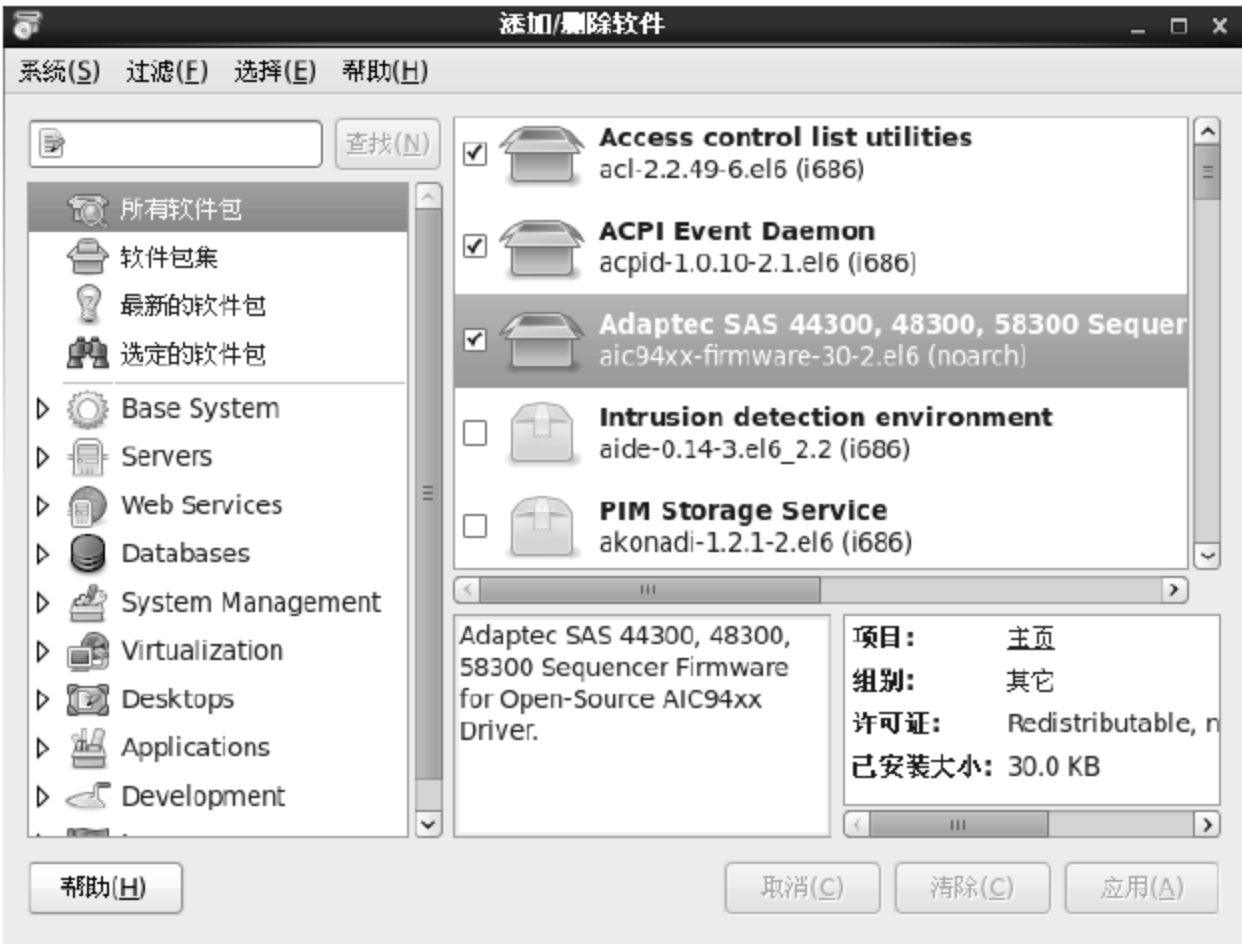 添加/删除软件
系统(S) 过滤(F) 选择(E) 帮助(H)
查找(N)
所有软件包
软件包集
最新的软件包
选定的软件包
Base System
Servers
Web Services
Databases
System Management
Virtualization
Desktops
Applications
Development
Access control list utilities
acl-2.2.49-6.el6 (i686)
ACPI Event Daemon
acpid-1.0.10-2.1.el6 (i686)
Adaptec SAS 44300, 48300, 58300 Sequer
aic94xx-firmware-30-2.el6 (noarch)
Intrusion detection environment
aide-0.14-3.el6_2.2 (i686)
PIM Storage Service
akonadi-1.2.1-2.el6 (i686)
Adaptec SAS 44300, 48300,
58300 Sequencer Firmware
for Open-Source AIC94xx
Driver.
项目: 主页
组别: 其它
许可证: Redistributable, n
已安装大小: 30.0 KB
帮助(H)
取消(C) 清除(C) 应用(A)